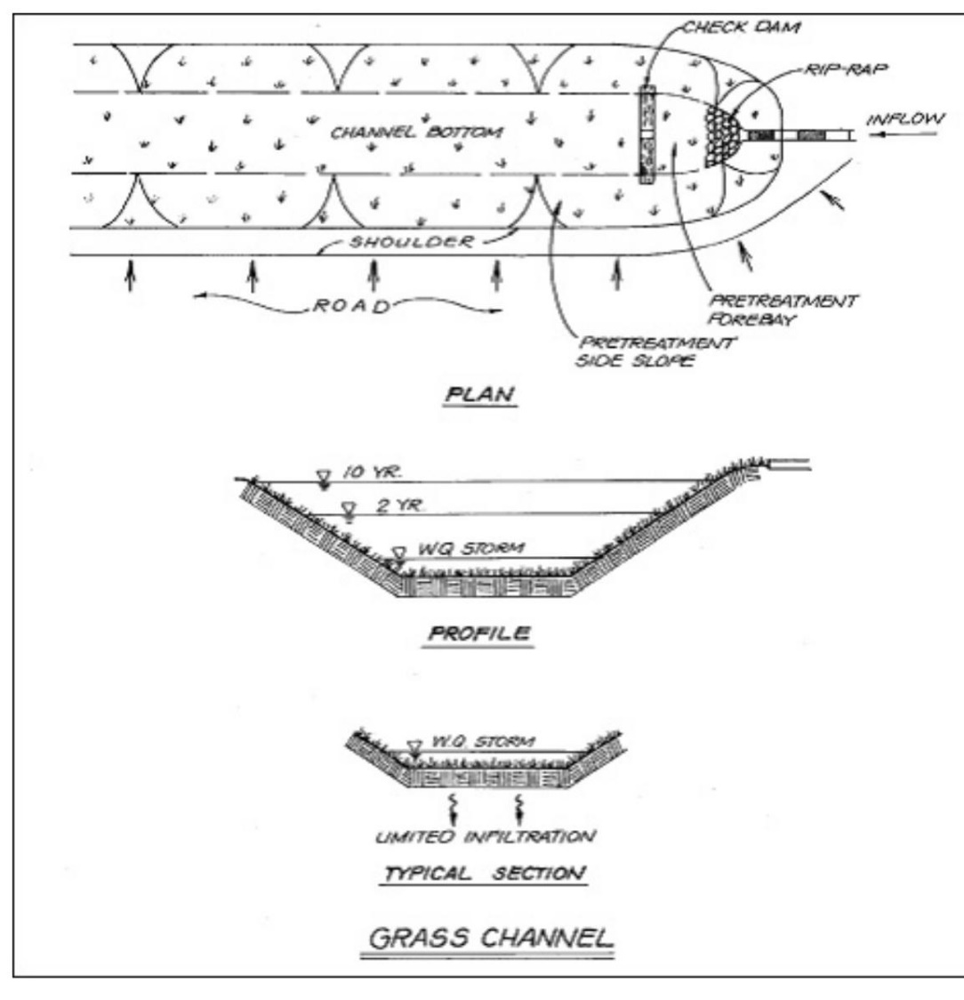 CHECK DAM
RIP-RAP
INFLOW
CHANNEL BOTTOM
SHOULDER
ROAD
PRETREATMENT
FOREBAY
PRETREATMENT
SIDE SLOPE
PLAN
10 YR.
2 YR.
WQ STORM
PROFILE
W.Q. STORM
LIMITED INFILTRATION
TYPICAL SECTION
GRASS CHANNEL